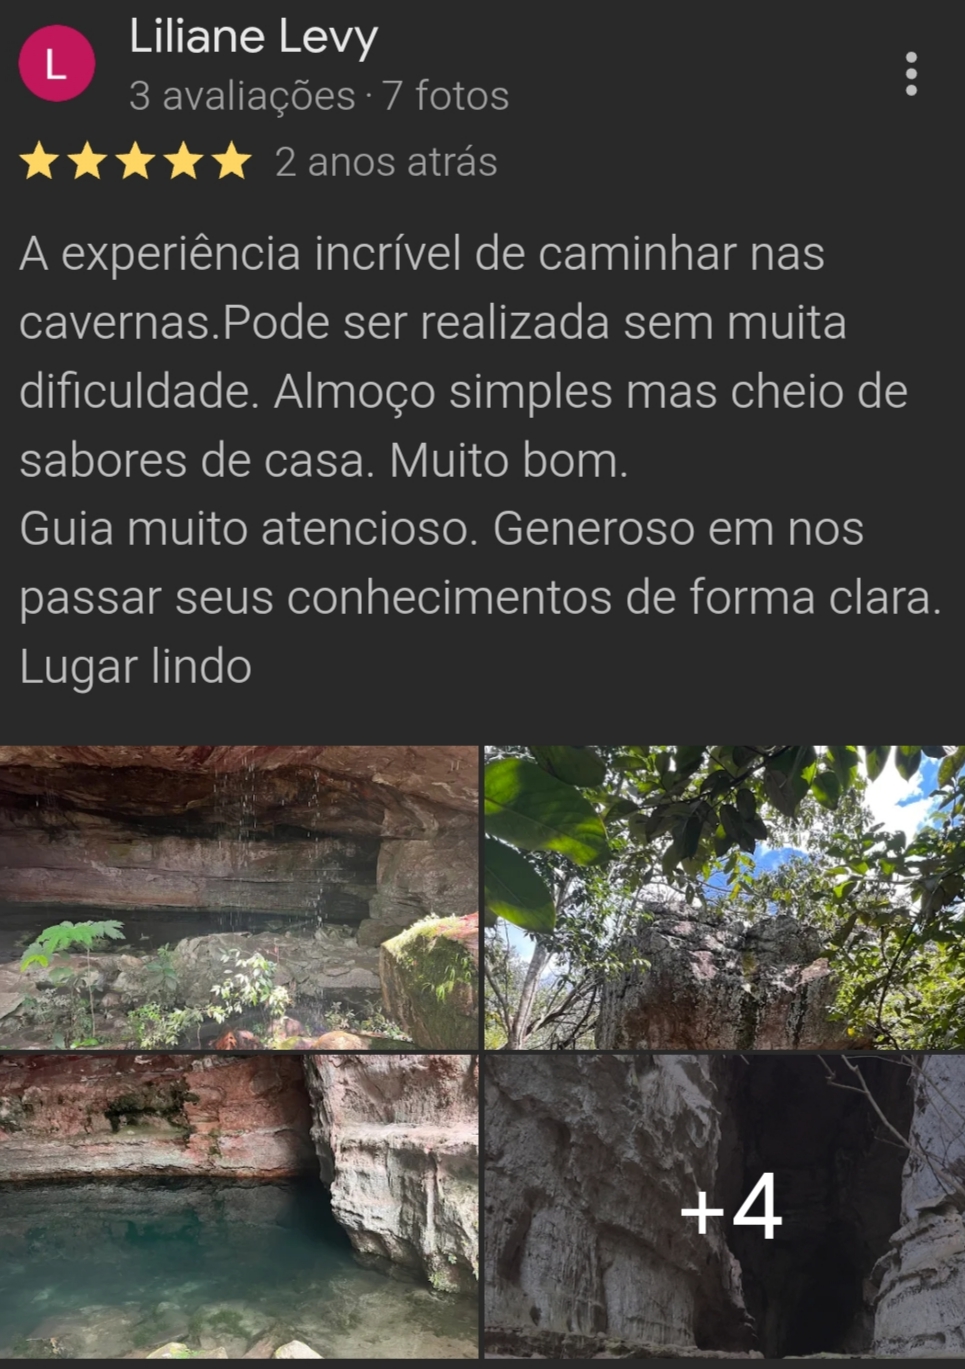 L
Liliane Levy
3 avaliações · 7 fotos
2 anos atrás
A experiência incrível de caminhar nas
cavernas.Pode ser realizada sem muita
dificuldade. Almoço simples mas cheio de
sabores de casa. Muito bom.
Guia muito atencioso. Generoso em nos
passar seus conhecimentos de forma clara.
Lugar lindo
+4